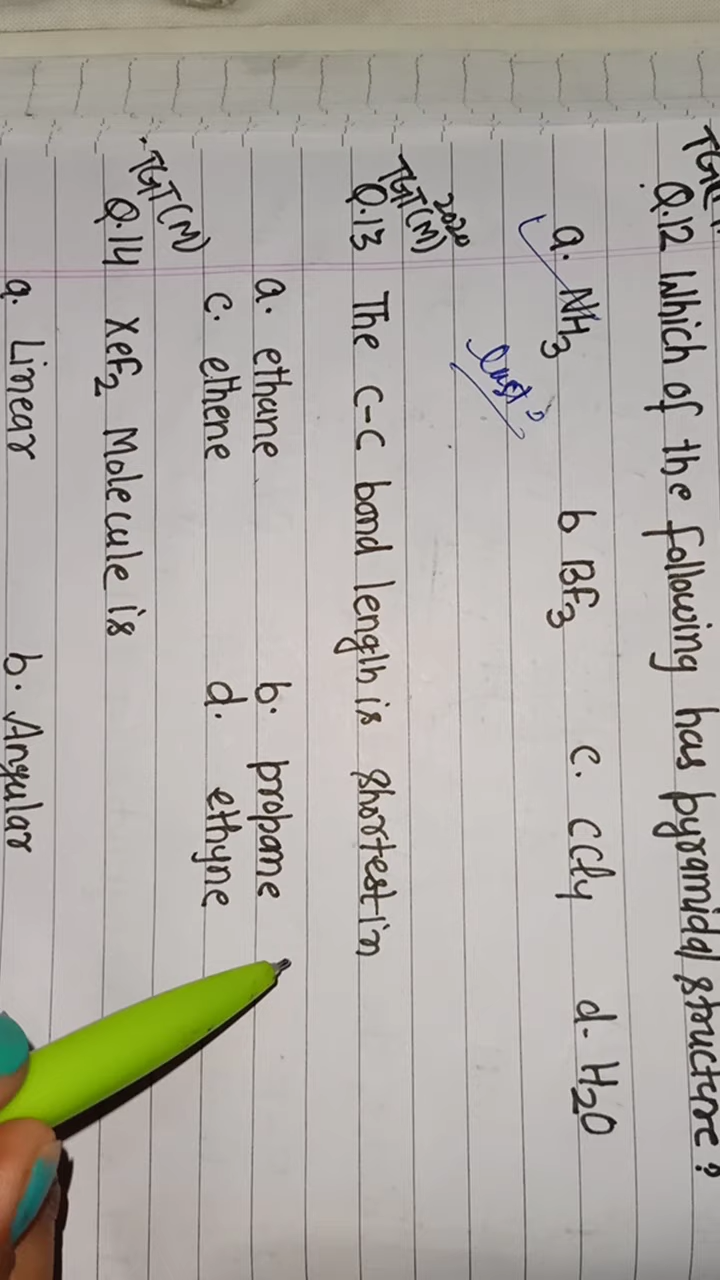 Q.12 Which of the following has pyramidal structure?
a. NH3 b BF3 c. CCl4 d. H2O
2020
TGT(M)
Q.13 The C-C bond length is shortest in
a. ethane b. propane
c. ethene d. ethyne
TGT(M)
Q.14 XeF2 Molecule is
a. Linear b. Angular